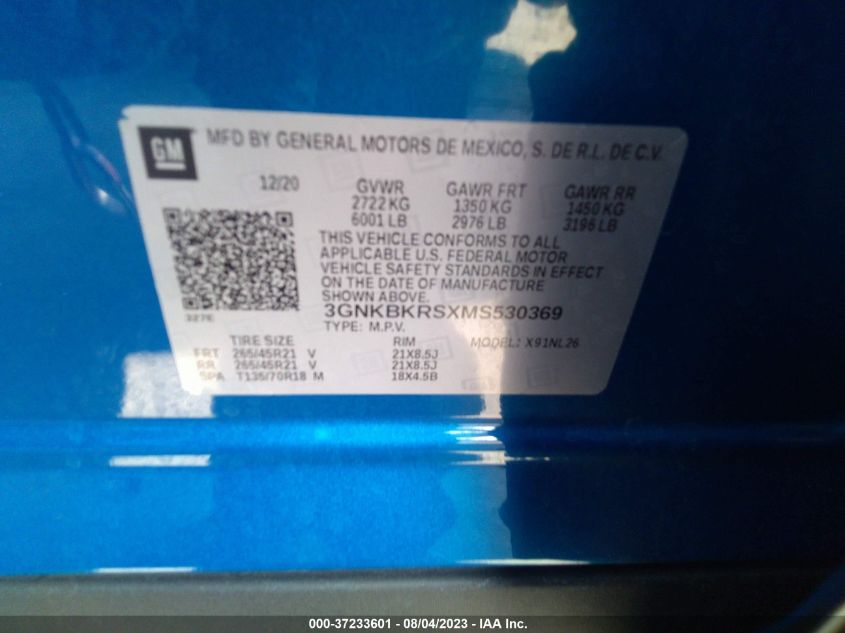 GM
MFD BY GENERAL MOTORS DE MEXICO, S. DE R.L. DE C.V.
12/20 GVWR GAWR FRT GAWR RR
2722 KG 1350 KG 1450 KG
6001 LB 2976 LB 3196 LB
THIS VEHICLE CONFORMS TO ALL
APPLICABLE U.S. FEDERAL MOTOR
VEHICLE SAFETY STANDARDS IN EFFECT
ON THE DATE OF MANUFACTURE
SHOWN ABOVE.
327E 3GNKBKRSXMS530369
TYPE: M.P.V.
TIRE SIZE RIM MODEL: X91NL26
FRT 265/45R21 V 21X8.5J
RR 265/45R21 V 21X8.5J
SPA T135/70R18 M 18X4.5B
000-37233601 - 08/04/2023 - IAA Inc.